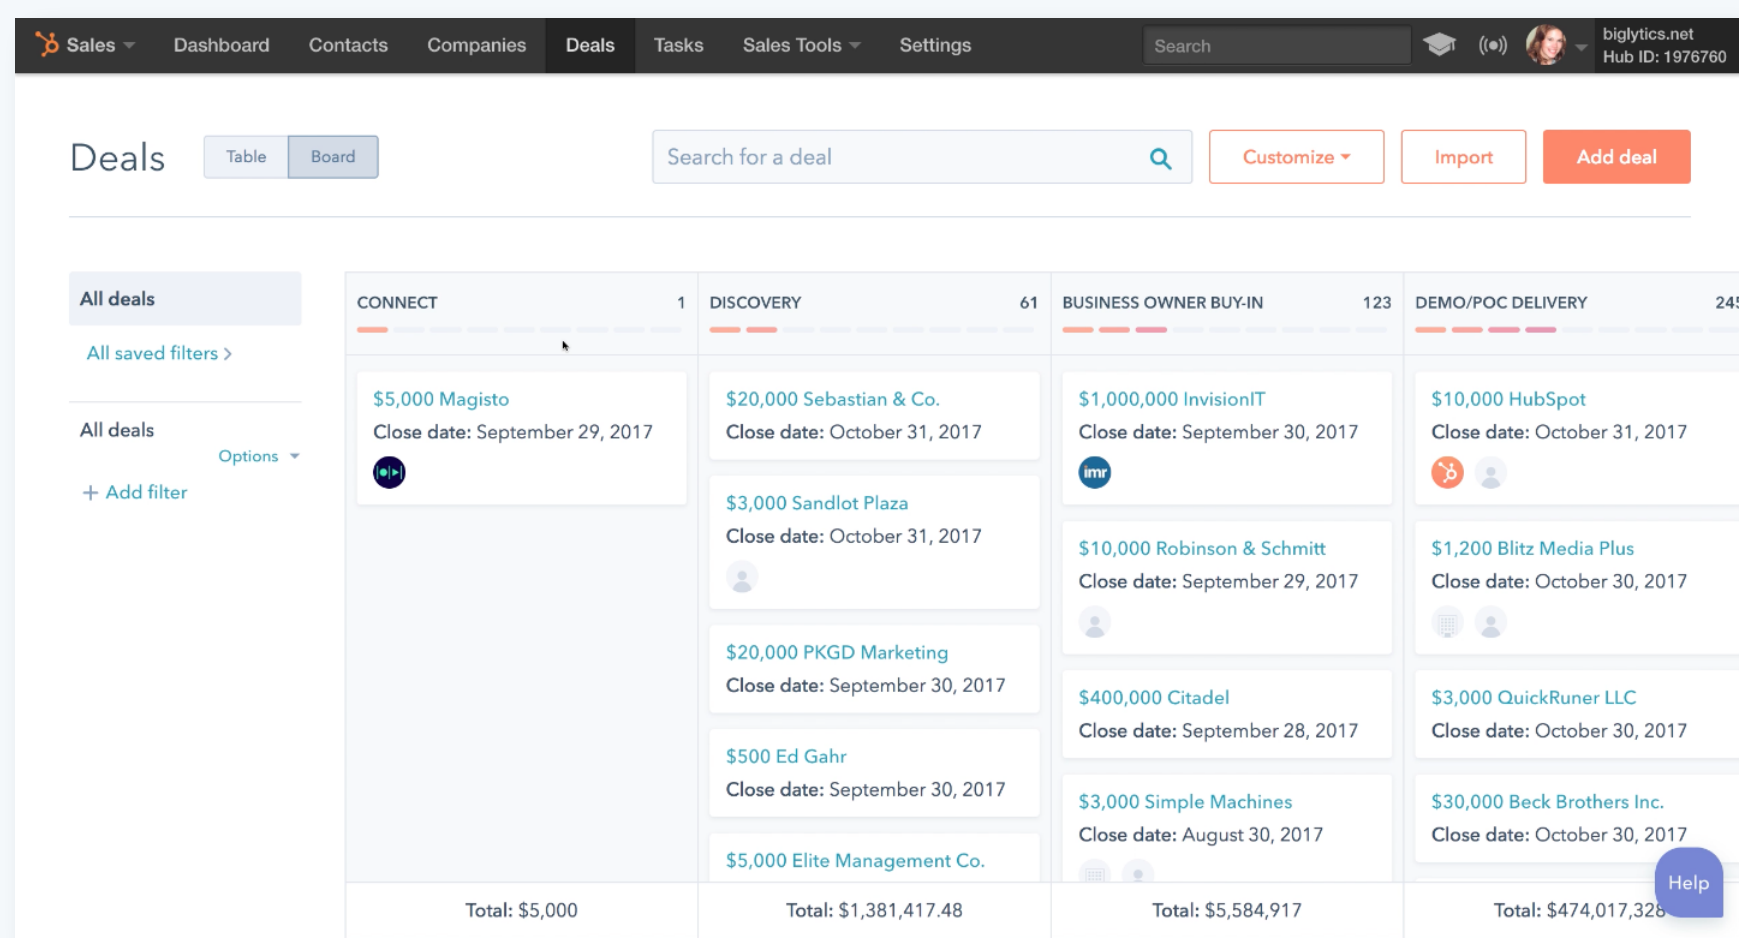 Sales Dashboard Contacts Companies Deals Tasks Sales Tools Settings Search biglytics.net
Hub ID: 1976760
Deals Table Board Search for a deal Customize Import Add deal
All deals
All saved filters
All deals
Options
+ Add filter
CONNECT 1
$5,000 Magisto
Close date: September 29, 2017
Total: $5,000
DISCOVERY 61
$20,000 Sebastian & Co.
Close date: October 31, 2017
$3,000 Sandlot Plaza
Close date: October 31, 2017
$20,000 PKGD Marketing
Close date: September 30, 2017
$500 Ed Gahr
Close date: September 30, 2017
$5,000 Elite Management Co.
Total: $1,381,417.48
BUSINESS OWNER BUY-IN 123
$1,000,000 InvisionIT
Close date: September 30, 2017
imr
$10,000 Robinson & Schmitt
Close date: September 29, 2017
$400,000 Citadel
Close date: September 28, 2017
$3,000 Simple Machines
Close date: August 30, 2017
Total: $5,584,917
DEMO/POC DELIVERY 245
$10,000 HubSpot
Close date: October 31, 2017
$1,200 Blitz Media Plus
Close date: October 30, 2017
$3,000 QuickRuner LLC
Close date: October 30, 2017
$30,000 Beck Brothers Inc.
Close date: October 30, 2017
Total: $474,017,328
Help